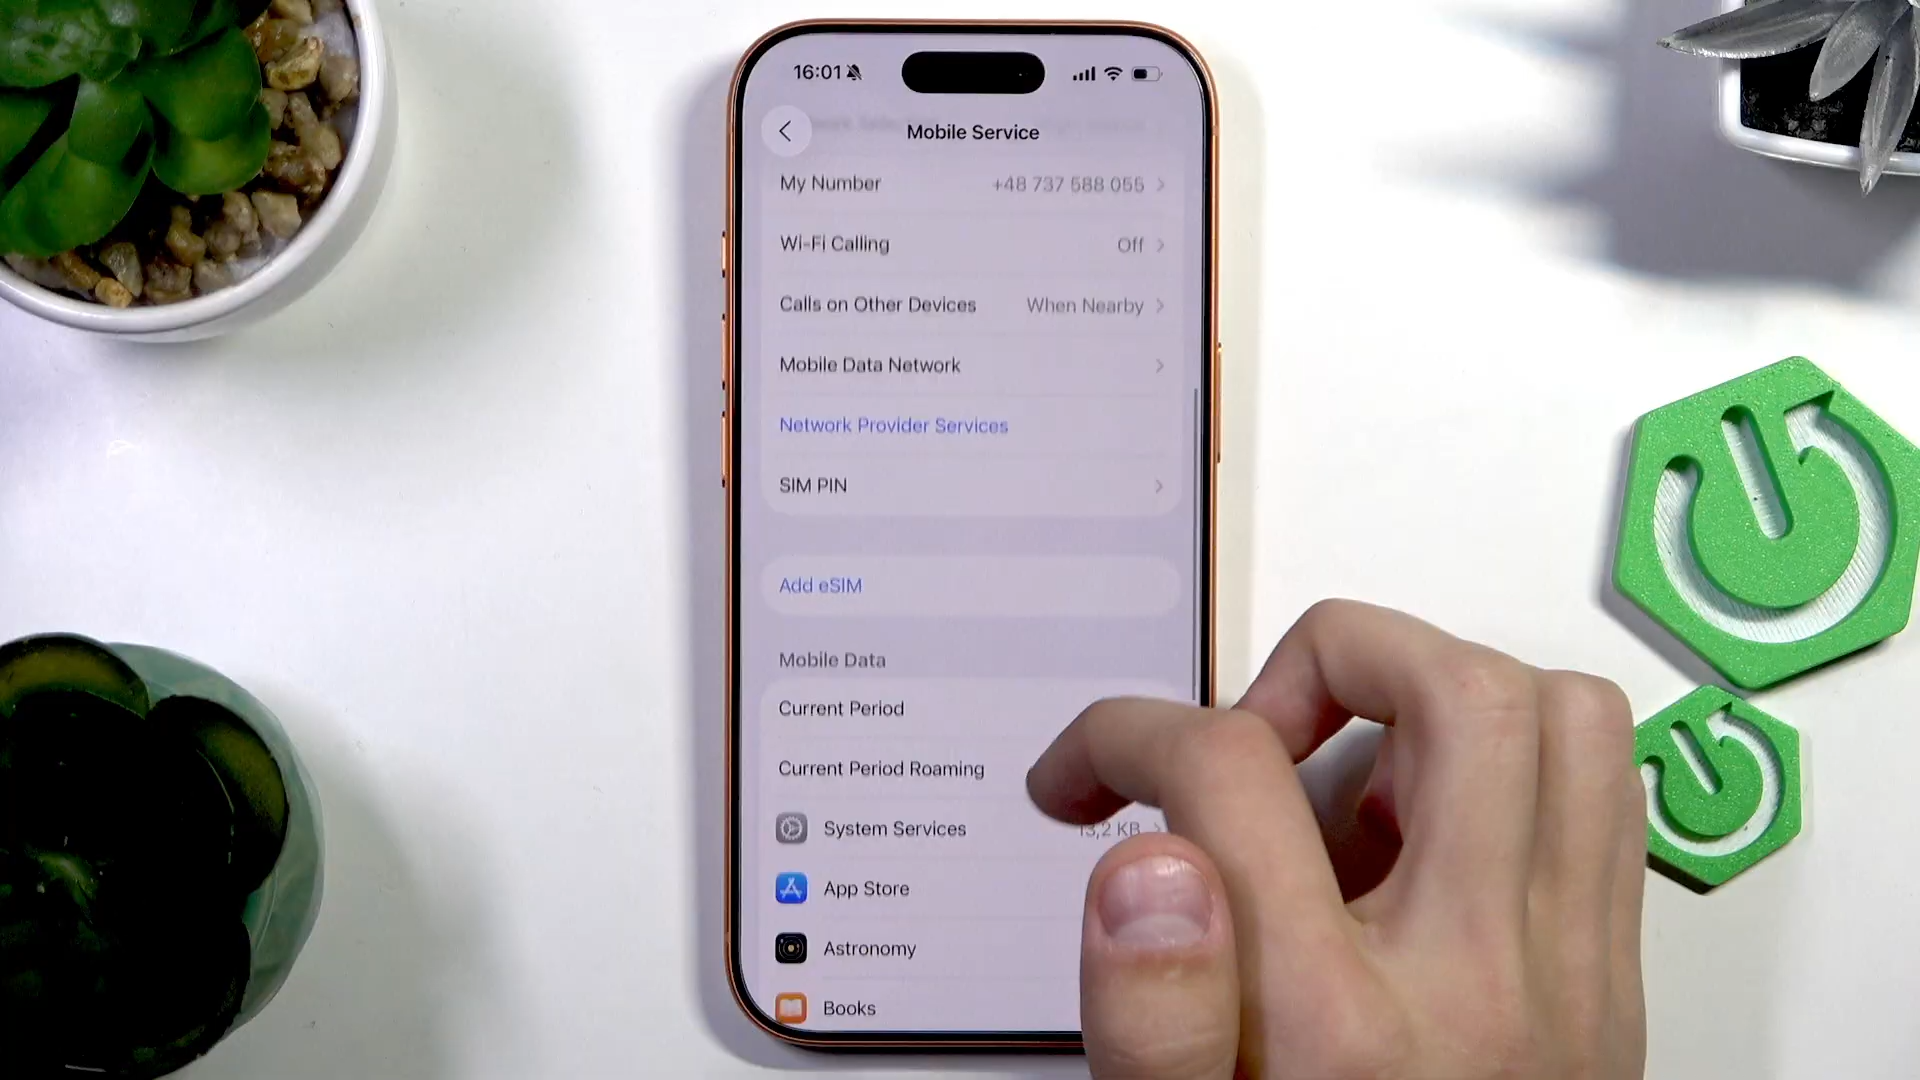 16:01
Mobile Service
My Number +48 737 588 055
Wi-Fi Calling Off
Calls on Other Devices When Nearby
Mobile Data Network
Network Provider Services
SIM PIN
Add eSIM
Mobile Data
Current Period
Current Period Roaming
System Services 13,2 KB
App Store
Astronomy
Books